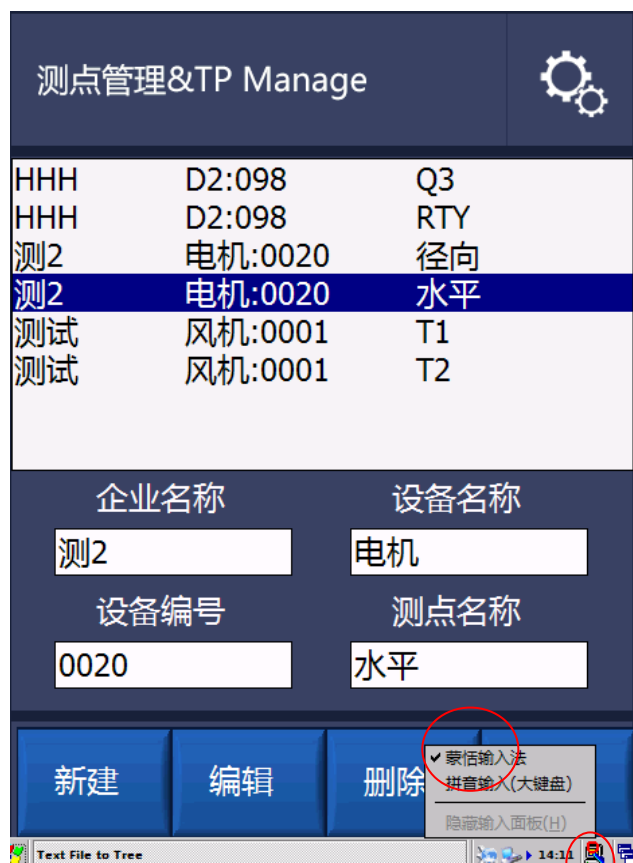 测点管理&TP Manage
HHH D2:098 Q3
HHH D2:098 RTY
测2 电机:0020 径向
测2 电机:0020 水平
测试 风机:0001 T1
测试 风机:0001 T2
企业名称 设备名称
测2 电机
设备编号 测点名称
0020 水平
蒙恬输入法
新建 编辑 删除
拼音输入(大键盘)
隐藏输入面板(H)
Text File to Tree 14:11